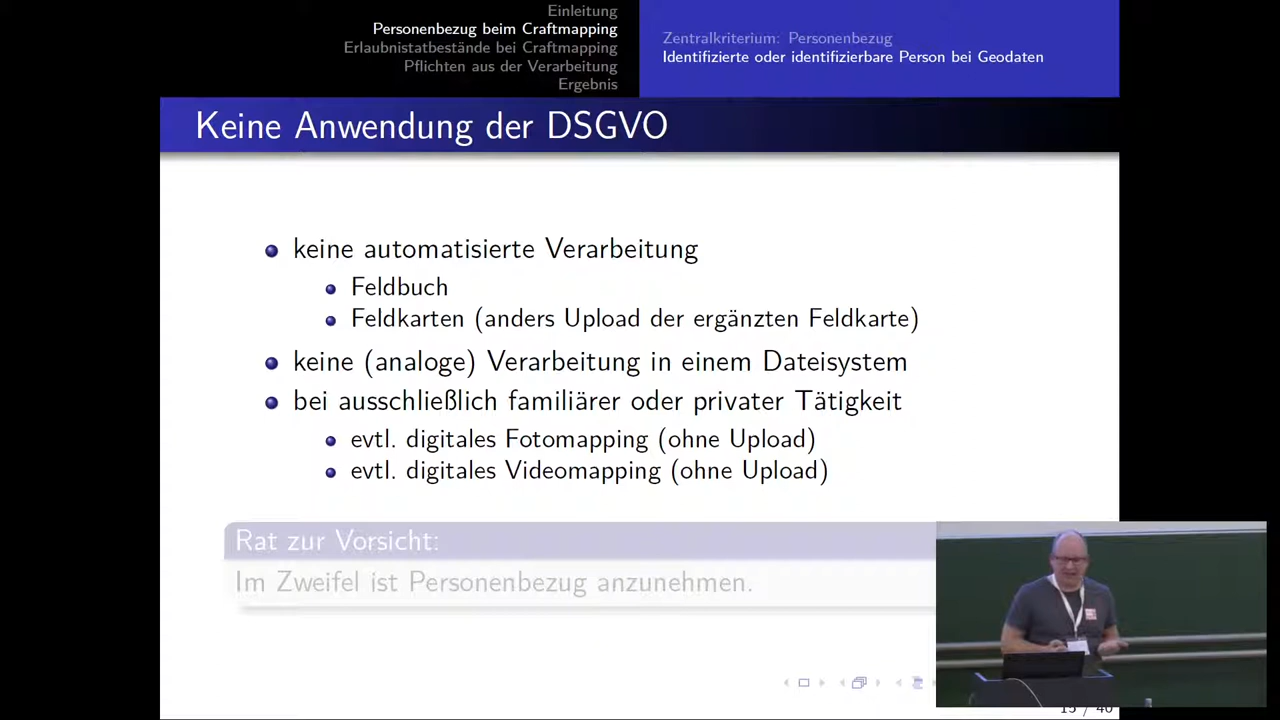 Einleitung
Personenbezug beim Craftmapping
Erlaubnistatbestände bei Craftmapping
Pflichten aus der Verarbeitung
Ergebnis
Zentralkriterium: Personenbezug
Identifizierte oder identifizierbare Person bei Geodaten
Keine Anwendung der DSGVO
keine automatisierte Verarbeitung
Feldbuch
Feldkarten (anders Upload der ergänzten Feldkarte)
keine (analoge) Verarbeitung in einem Dateisystem
bei ausschließlich familiärer oder privater Tätigkeit
evtl. digitales Fotomapping (ohne Upload)
evtl. digitales Videomapping (ohne Upload)
Rat zur Vorsicht:
Im Zweifel ist Personenbezug anzunehmen.
15 / 40